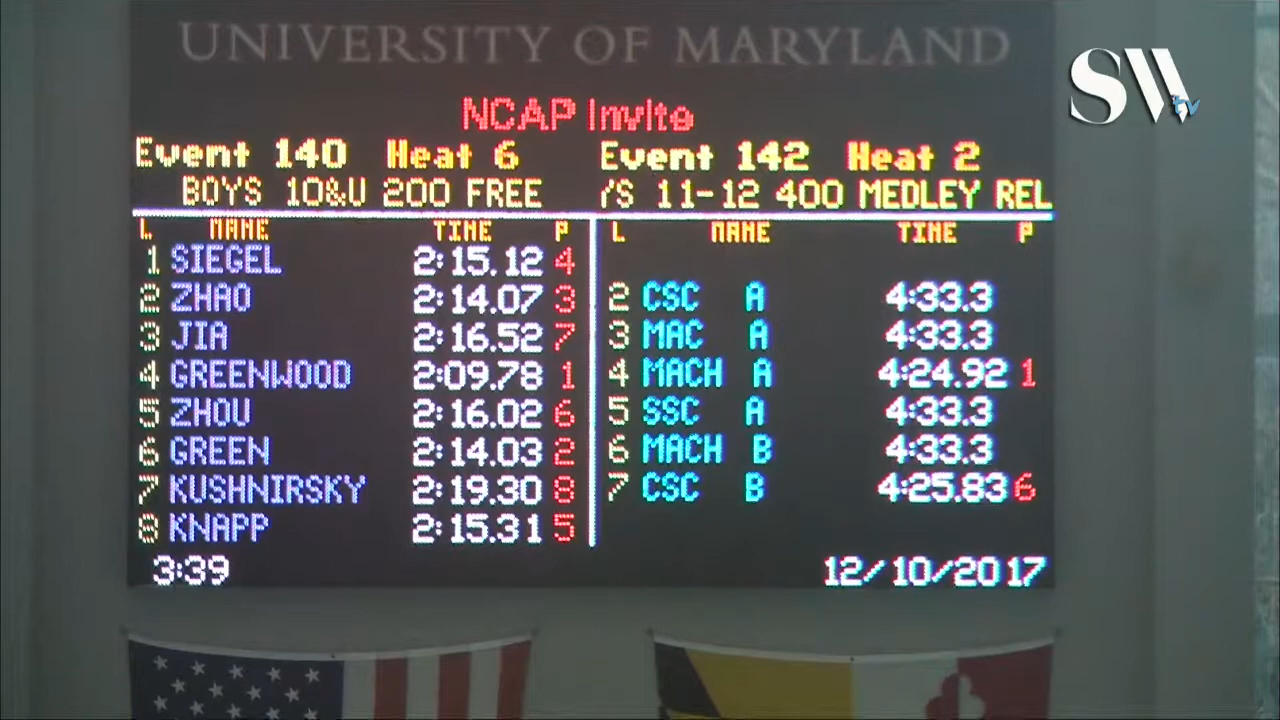 UNIVERSITY OF MARYLAND
SW
tv
NCAP Invite
Event 140 Heat 6
BOYS 10&U 200 FREE
L NAME TIME P
1 SIEGEL 2:15.12 4
2 ZHAO 2:14.07 3
3 JIA 2:16.52 7
4 GREENWOOD 2:09.78 1
5 ZHOU 2:16.02 6
6 GREEN 2:14.03 2
7 KUSHNIRSKY 2:19.30 8
8 KNAPP 2:15.31 5
3:39
Event 142 Heat 2
/S 11-12 400 MEDLEY REL
L NAME TIME P
2 CSC A 4:33.3
3 MAC A 4:33.3
4 MACH A 4:24.92 1
5 SSC A 4:33.3
6 MACH B 4:33.3
7 CSC B 4:25.83 6
12/10/2017